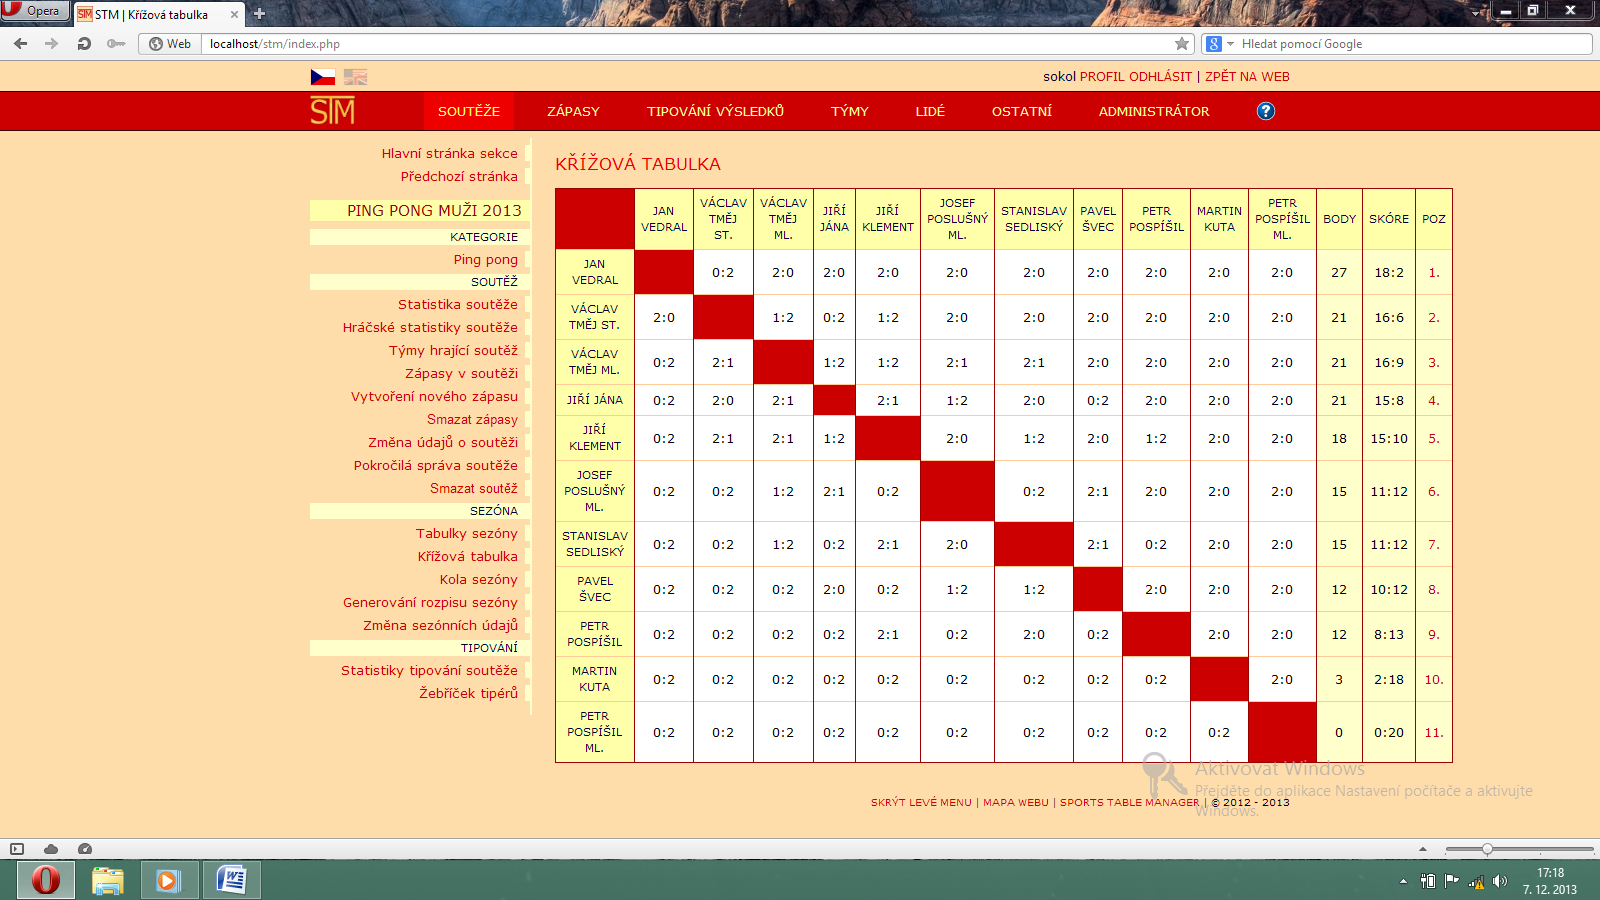 Opera
STM | Křížová tabulka
Web
localhost/stm/index.php
Hledat pomocí Google
sokol PROFIL ODHLÁSIT | ZPĚT NA WEB
STM
SOUTĚŽE ZÁPASY TIPOVÁNÍ VÝSLEDKŮ TÝMY LIDÉ OSTATNÍ ADMINISTRÁTOR ?
Hlavní stránka sekce
Předchozí stránka
PING PONG MUŽI 2013
KATEGORIE
Ping pong
SOUTĚŽ
Statistika soutěže
Hráčské statistiky soutěže
Týmy hrající soutěž
Zápasy v soutěži
Vytvoření nového zápasu
Smazat zápasy
Změna údajů o soutěži
Pokročilá správa soutěže
Smazat soutěž
SEZÓNA
Tabulky sezóny
Křížová tabulka
Kola sezóny
Generování rozpisu sezóny
Změna sezónních údajů
TIPOVÁNÍ
Statistiky tipování soutěže
Žebříček tipérů
KŘÍŽOVÁ TABULKA
JAN VEDRAL VÁCLAV TMĚJ ST. VÁCLAV TMĚJ ML. JIŘÍ JÁNA JIŘÍ KLEMENT JOSEF POSLUŠNÝ ML. STANISLAV SEDLISKÝ PAVEL ŠVEC PETR POSPÍŠIL MARTIN KUTA PETR POSPÍŠIL ML. BODY SKÓRE POZ
JAN VEDRAL 0:2 2:0 2:0 2:0 2:0 2:0 2:0 2:0 2:0 2:0 27 18:2 1.
VÁCLAV TMĚJ ST. 2:0 1:2 0:2 1:2 2:0 2:0 2:0 2:0 2:0 2:0 21 16:6 2.
VÁCLAV TMĚJ ML. 0:2 2:1 1:2 1:2 2:1 2:1 2:0 2:0 2:0 2:0 21 16:9 3.
JIŘÍ JÁNA 0:2 2:0 2:1 2:1 1:2 2:0 0:2 2:0 2:0 2:0 21 15:8 4.
JIŘÍ KLEMENT 0:2 2:1 2:1 1:2 2:0 1:2 2:0 1:2 2:0 2:0 18 15:10 5.
JOSEF POSLUŠNÝ ML. 0:2 0:2 1:2 2:1 0:2 0:2 2:1 2:0 2:0 2:0 15 11:12 6.
STANISLAV SEDLISKÝ 0:2 0:2 1:2 0:2 2:1 2:0 2:1 0:2 2:0 2:0 15 11:12 7.
PAVEL ŠVEC 0:2 0:2 0:2 2:0 0:2 1:2 1:2 2:0 2:0 2:0 12 10:12 8.
PETR POSPÍŠIL 0:2 0:2 0:2 0:2 2:1 0:2 2:0 0:2 2:0 2:0 12 8:13 9.
MARTIN KUTA 0:2 0:2 0:2 0:2 0:2 0:2 0:2 0:2 0:2 2:0 3 2:18 10.
PETR POSPÍŠIL ML. 0:2 0:2 0:2 0:2 0:2 0:2 0:2 0:2 0:2 0:2 0 0:20 11.
Aktivovat Windows
Přejděte do aplikace Nastavení počítače a aktivujte
Windows.
SKRÝT LEVÉ MENU | MAPA WEBU | SPORTS TABLE MANAGER | © 2012 - 2013
17:18
7. 12. 2013